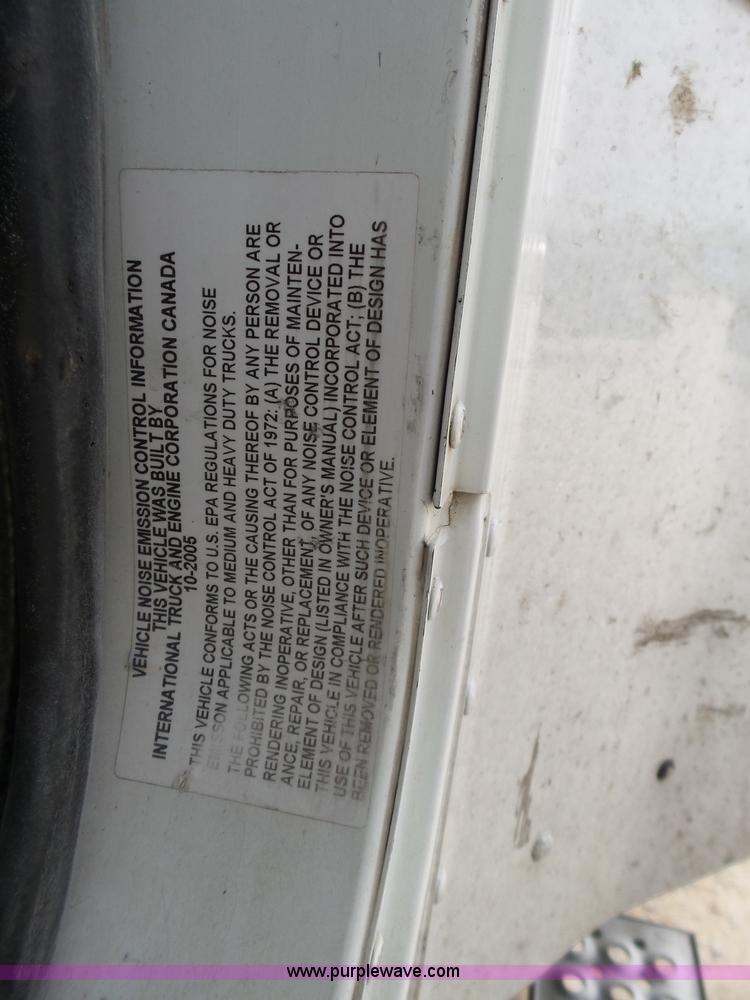 VEHICLE NOISE EMISSION CONTROL INFORMATION
THIS VEHICLE WAS BUILT BY
INTERNATIONAL TRUCK AND ENGINE CORPORATION CANADA
10-2005
THIS VEHICLE CONFORMS TO U.S. EPA REGULATIONS FOR NOISE
EMISSON APPLICABLE TO MEDIUM AND HEAVY DUTY TRUCKS.
THE FOLLOWING ACTS OR THE CAUSING THEREOF BY ANY PERSON ARE
PROHIBITED BY THE NOISE CONTROL ACT OF 1972: (A) THE REMOVAL OR
RENDERING INOPERATIVE, OTHER THAN FOR PURPOSES OF MAINTEN-
ANCE, REPAIR, OR REPLACEMENT, OF ANY NOISE CONTROL DEVICE OR
ELEMENT OF DESIGN (LISTED IN OWNER'S MANUAL) INCORPORATED INTO
THIS VEHICLE IN COMPLIANCE WITH THE NOISE CONTROL ACT; (B) THE
USE OF THIS VEHICLE AFTER SUCH DEVICE OR ELEMENT OF DESIGN HAS
BEEN REMOVED OR RENDERED INOPERATIVE.
www.purplewave.com